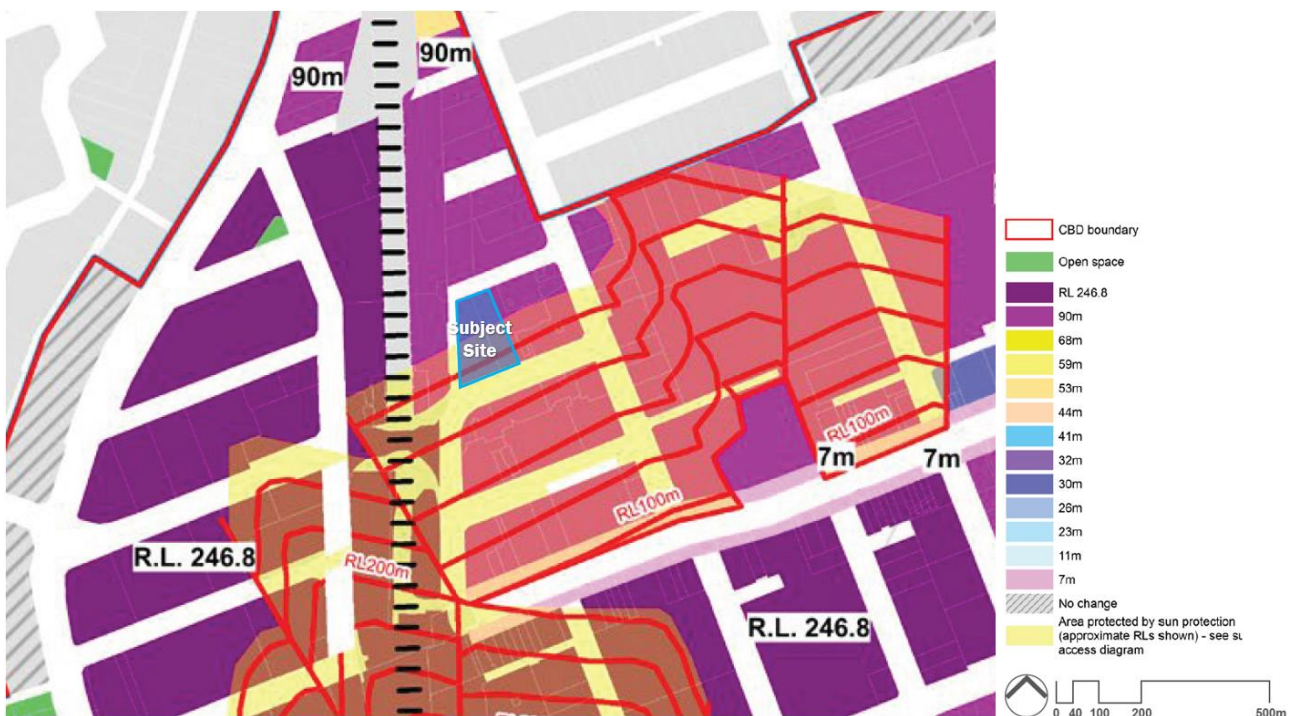 90m
90m
Subject
Site
RL100m
7m
7m
RL100m
R.L. 246.8
RL200m
R.L. 246.8
CBD boundary
Open space
RL 246.8
90m
68m
59m
53m
44m
41m
32m
30m
26m
23m
11m
7m
No change
Area protected by sun protection
(approximate RLs shown) - see su
access diagram
0 40 100 200 500m